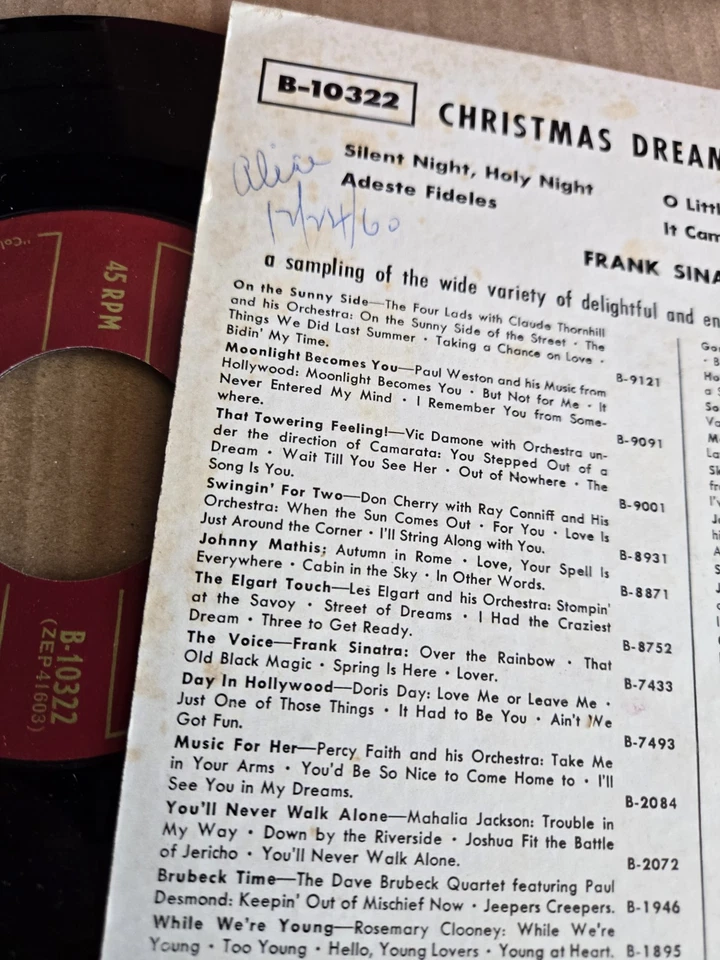 B-10322
CHRISTMAS DREAM
Silent Night, Holy Night
Adeste Fideles
O Littl
It Cam
FRANK SINA
Alice
12/24/60
a sampling of the wide variety of delightful and en
On the Sunny Side—The Four Lads with Claude Thornhill
and his Orchestra: On the Sunny Side of the Street · The
Things We Did Last Summer · Taking a Chance on Love ·
Bidin' My Time. B-9121
Moonlight Becomes You—Paul Weston and his Music from
Hollywood: Moonlight Becomes You · But Not for Me · It
Never Entered My Mind · I Remember You from Some-
where. B-9091
That Towering Feeling!—Vic Damone with Orchestra un-
der the direction of Camarata: You Stepped Out of a
Dream · Wait Till You See Her · Out of Nowhere · The
Song Is You. B-9001
Swingin' For Two—Don Cherry with Ray Conniff and His
Orchestra: When the Sun Comes Out · For You · Love Is
Just Around the Corner · I'll String Along with You. B-8931
Johnny Mathis: Autumn in Rome · Love, Your Spell Is
Everywhere · Cabin in the Sky · In Other Words. B-8871
The Elgart Touch—Les Elgart and his Orchestra: Stompin'
at the Savoy · Street of Dreams · I Had the Craziest
Dream · Three to Get Ready. B-8752
The Voice—Frank Sinatra: Over the Rainbow · That
Old Black Magic · Spring Is Here · Lover. B-7433
Day In Hollywood—Doris Day: Love Me or Leave Me ·
Just One of Those Things · It Had to Be You · Ain't We
Got Fun. B-7493
Music For Her—Percy Faith and his Orchestra: Take Me
in Your Arms · You'd Be So Nice to Come Home to · I'll
See You in My Dreams. B-2084
You'll Never Walk Alone—Mahalia Jackson: Trouble in
My Way · Down by the Riverside · Joshua Fit the Battle
of Jericho · You'll Never Walk Alone. B-2072
Brubeck Time—The Dave Brubeck Quartet featuring Paul
Desmond: Keepin' Out of Mischief Now · Jeepers Creepers. B-1946
While We're Young—Rosemary Clooney: While We're
Young · Too Young · Hello, Young Lovers · Young at Heart. B-1895
45 RPM
B-10322
(ZEP41603)